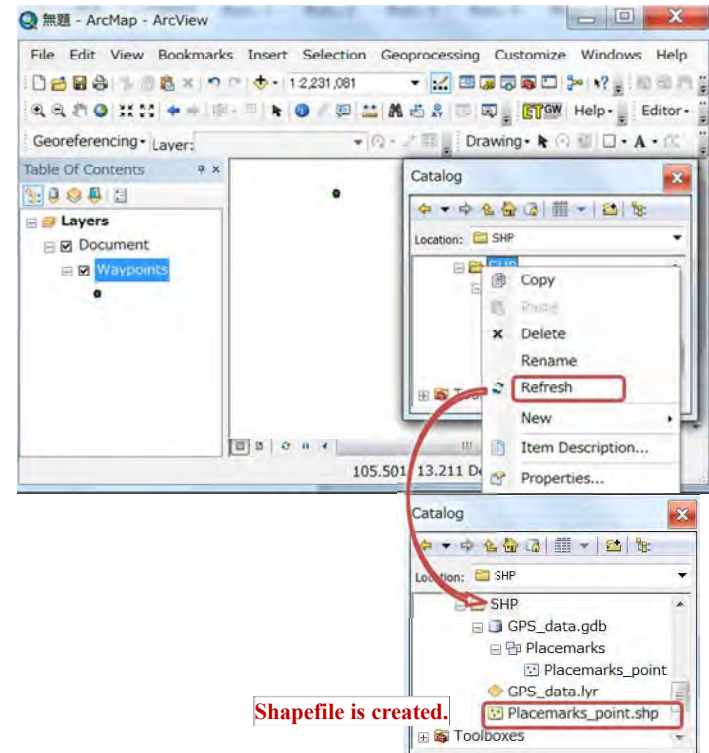 無題 - ArcMap - ArcView
File Edit View Bookmarks Insert Selection Geoprocessing Customize Windows Help
1:2,231,081
ETGW Help Editor
Georeferencing Layer: Drawing A
Table Of Contents
Layers
Document
Waypoints
Catalog
Location: SHP
SHP
Copy
Paste
Delete
Rename
Refresh
New
Item Description...
Properties...
105.501 13.211 De
Catalog
Location: SHP
SHP
GPS_data.gdb
Placemarks
Placemarks_point
GPS_data.lyr
Placemarks_point.shp
Toolboxes
Shapefile is created.